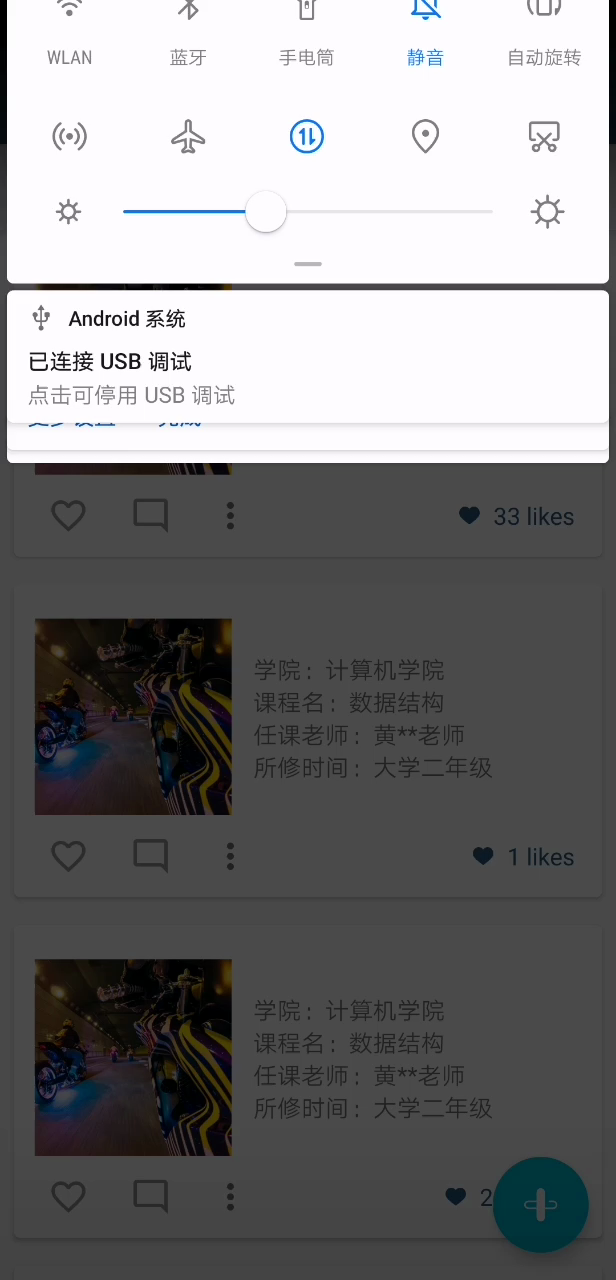 WLAN
蓝牙
手电筒
静音
自动旋转
Android 系统
已连接 USB 调试
点击可停用 USB 调试
33 likes
学院：计算机学院
课程名：数据结构
任课老师：黄**老师
所修时间：大学二年级
1 likes
学院：计算机学院
课程名：数据结构
任课老师：黄**老师
所修时间：大学二年级
2